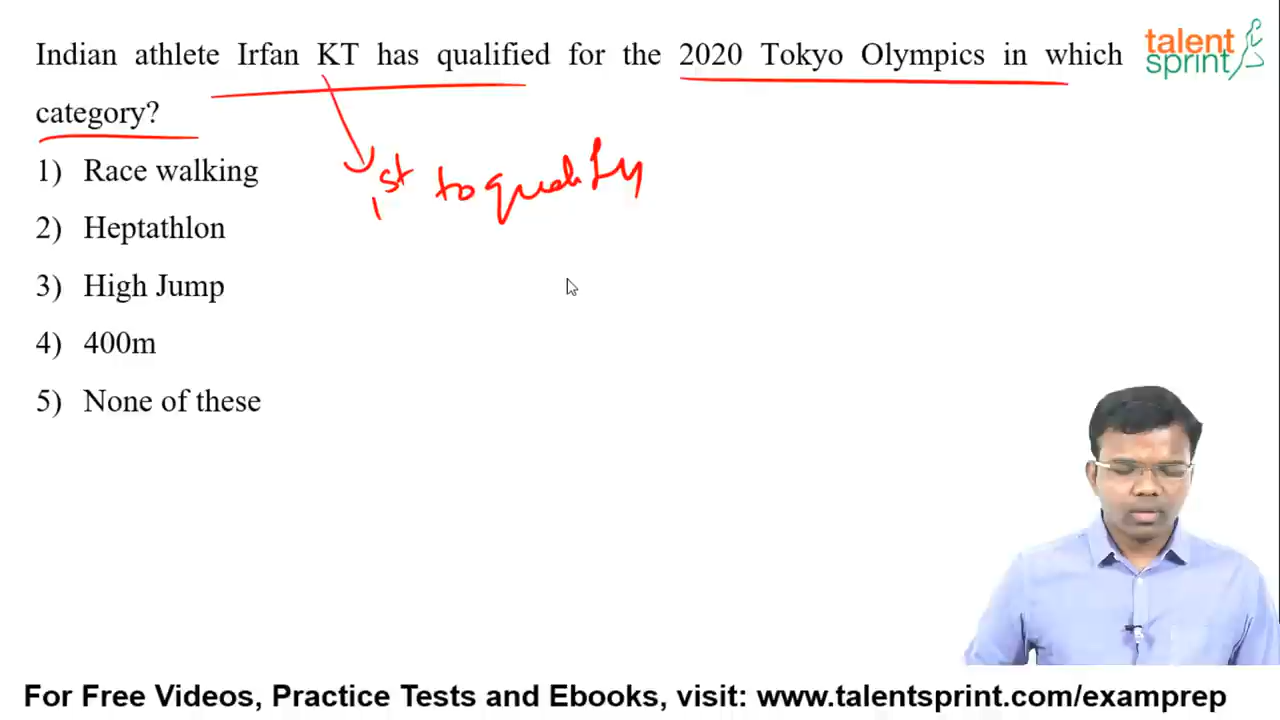 Indian athlete Irfan KT has qualified for the 2020 Tokyo Olympics in which
category?
talent
sprint
1) Race walking
1st to qualify
2) Heptathlon
3) High Jump
4) 400m
5) None of these
For Free Videos, Practice Tests and Ebooks, visit: www.talentsprint.com/examprep